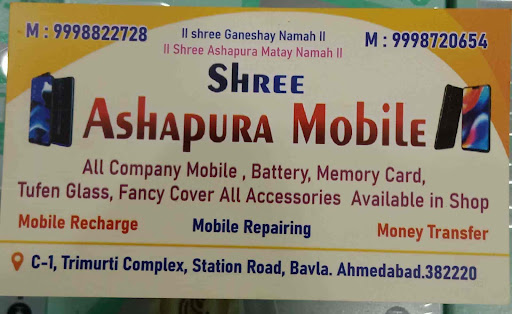 M : 9998822728
II shree Ganeshay Namah II
II Shree Ashapura Matay Namah II
M : 9998720654
SHREE
ASHAPURA MOBILE
All Company Mobile , Battery, Memory Card,
Tufen Glass, Fancy Cover All Accessories Available in Shop
Mobile Recharge Mobile Repairing Money Transfer
C-1, Trimurti Complex, Station Road, Bavla. Ahmedabad.382220